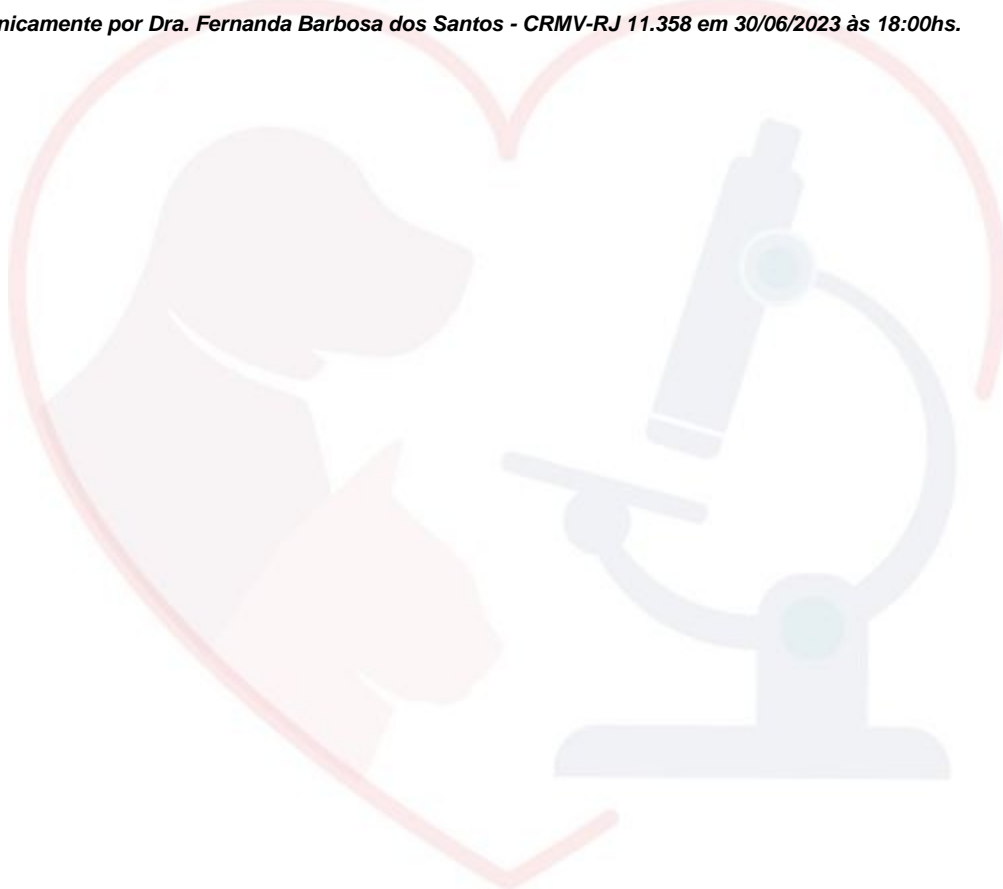 nicamente por Dra. Fernanda Barbosa dos Santos - CRMV-RJ 11.358 em 30/06/2023 às 18:00hs.